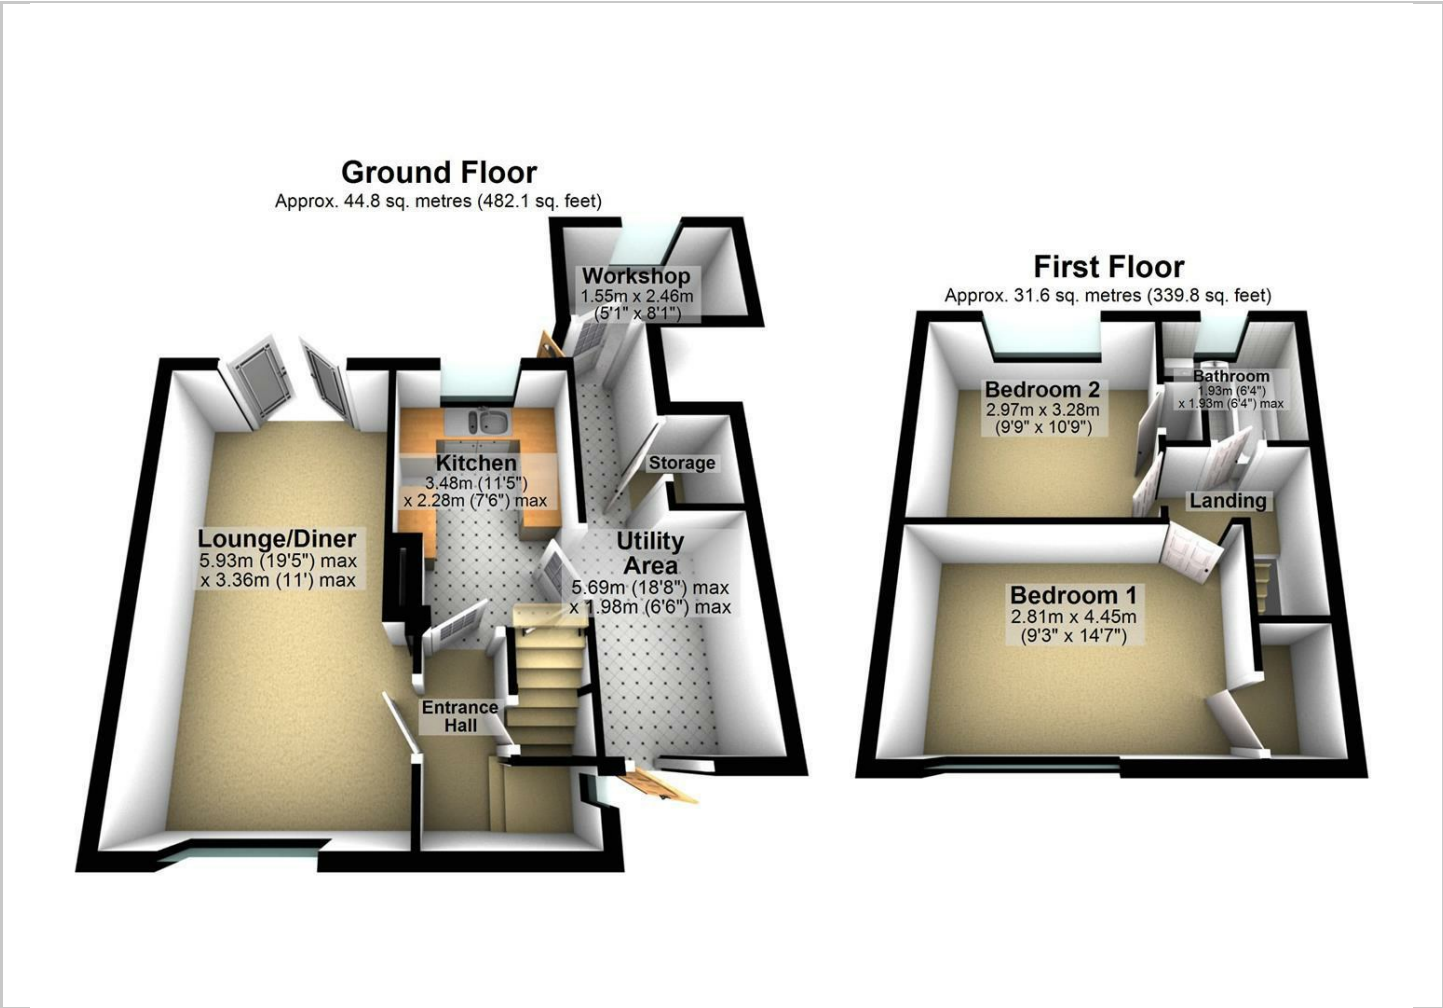 Ground Floor
Approx. 44.8 sq. metres (482.1 sq. feet)
Workshop
1.55m x 2.46m
(5'1" x 8'1")
Kitchen
3.48m (11'5")
x 2.28m (7'6") max
Storage
Lounge/Diner
5.93m (19'5") max
x 3.36m (11') max
Utility
Area
5.69m (18'8") max
x 1.98m (6'6") max
Entrance
Hall
First Floor
Approx. 31.6 sq. metres (339.8 sq. feet)
Bedroom 2
2.97m x 3.28m
(9'9" x 10'9")
Bathroom
1.93m (6'4")
x 1.93m (6'4") max
Landing
Bedroom 1
2.81m x 4.45m
(9'3" x 14'7")